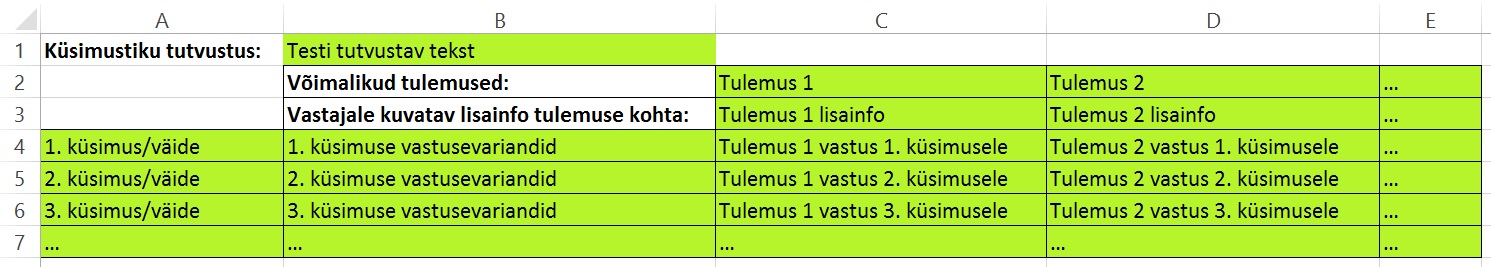 A B C D E
1 Küsimustiku tutvustus: Testi tutvustav tekst
2 Võimalikud tulemused: Tulemus 1 Tulemus 2 ...
3 Vastajale kuvatav lisainfo tulemuse kohta: Tulemus 1 lisainfo Tulemus 2 lisainfo ...
4 1. küsimus/väide 1. küsimuse vastusevariandid Tulemus 1 vastus 1. küsimusele Tulemus 2 vastus 1. küsimusele ...
5 2. küsimus/väide 2. küsimuse vastusevariandid Tulemus 1 vastus 2. küsimusele Tulemus 2 vastus 2. küsimusele ...
6 3. küsimus/väide 3. küsimuse vastusevariandid Tulemus 1 vastus 3. küsimusele Tulemus 2 vastus 3. küsimusele ...
7 ... ... ... ... ...